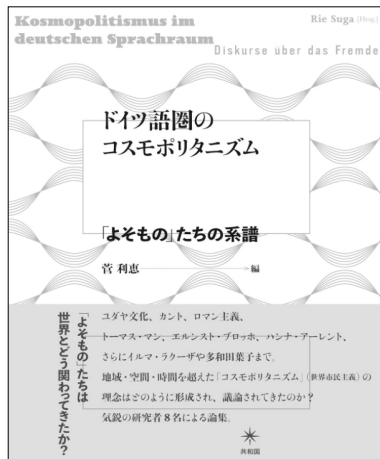 Kosmopolitismus im
deutschen Sprachraum
Rie Suga [Hrsg.]
Diskurse über das Fremde
ドイツ語圏の
コスモポリタニズム
「よそもの」たちの系譜
菅 利恵 編
「よそもの」たちは
世界とどう関わってきたか？
ユダヤ文化、カント、ロマン主義、
トーマス・マン、エルンスト・ブロッホ、ハンナ・アーレント、
さらにイルマ・ラクーザや多和田葉子まで。
地域・空間・時間を超えた「コスモポリタニズム」（世界市民主義）の
理念はどのように形成され、議論されてきたのか？
気鋭の研究者8名による論集。
共和国